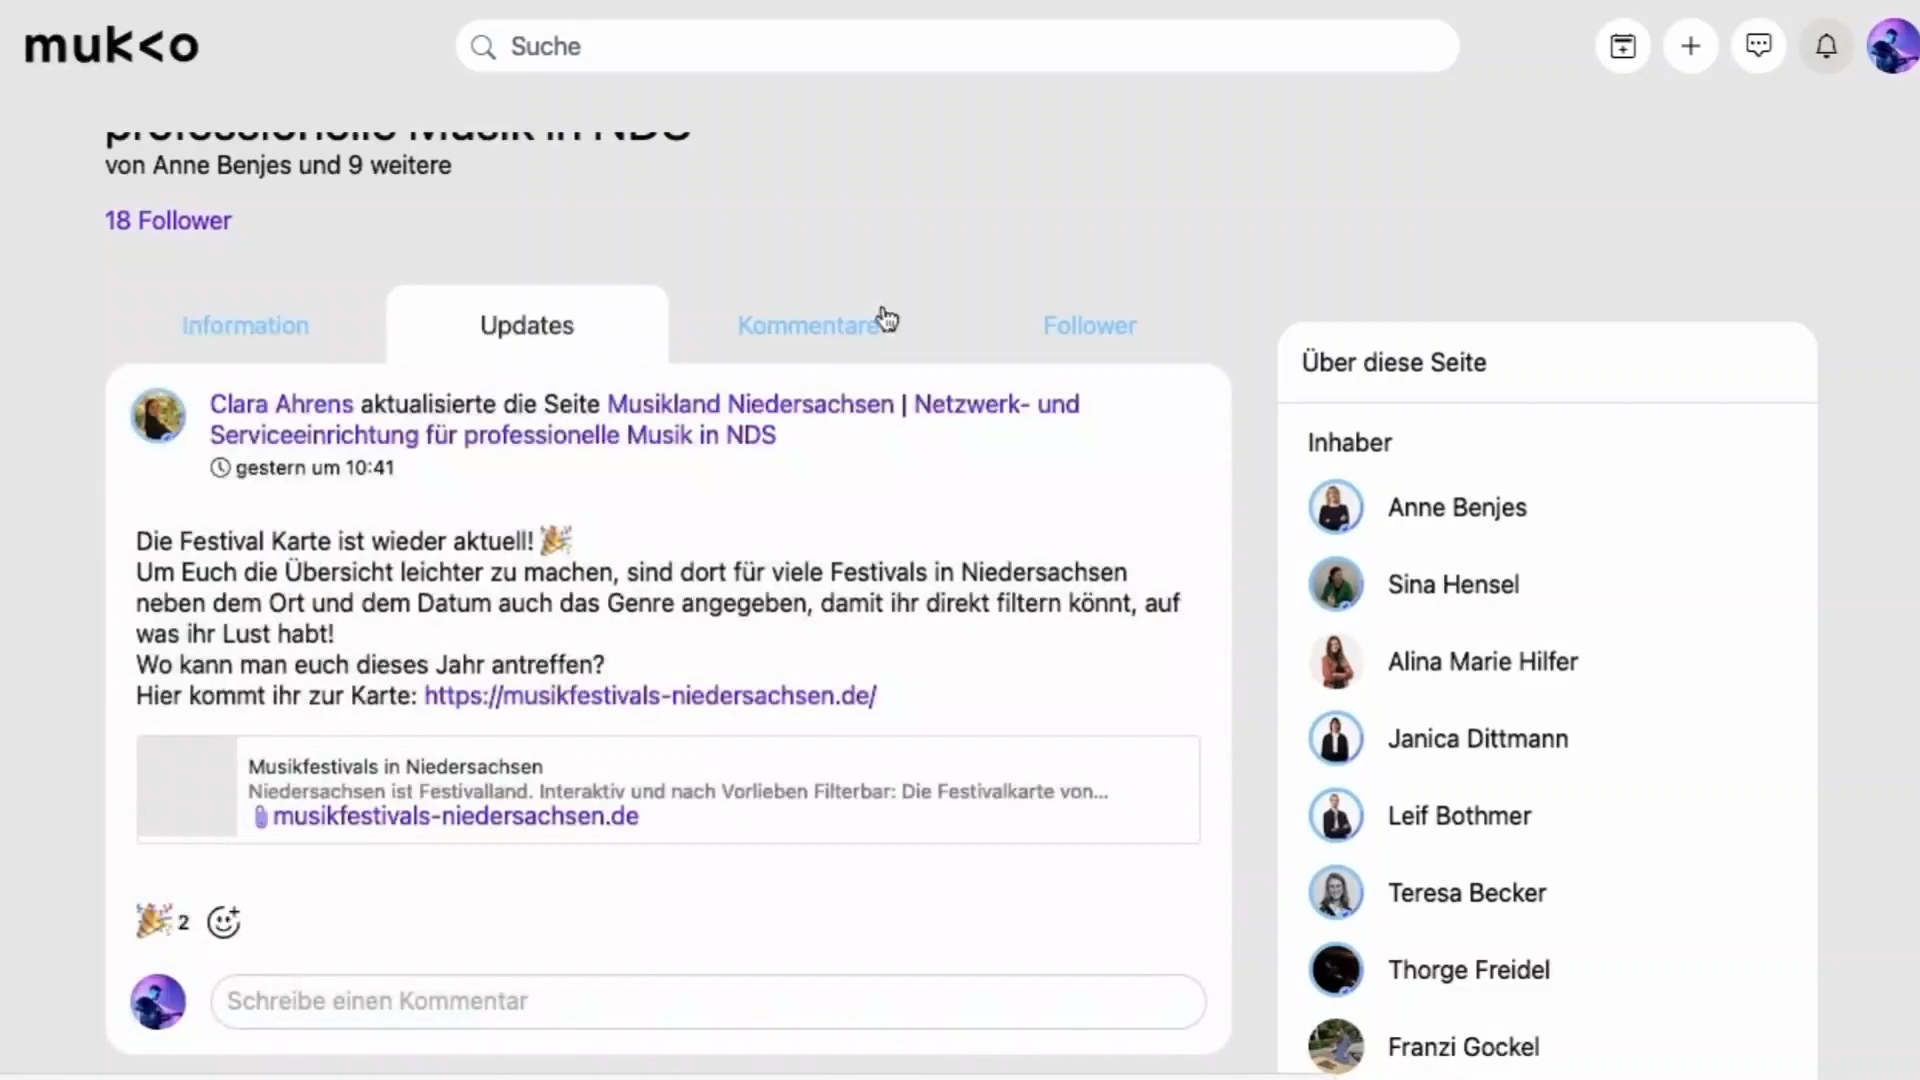 muk<o
Suche
professionelle Musik in NDS
von Anne Benjes und 9 weitere
18 Follower
Information
Updates
Kommentare
Follower
Clara Ahrens aktualisierte die Seite Musikland Niedersachsen | Netzwerk- und
Serviceeinrichtung für professionelle Musik in NDS
gestern um 10:41
Die Festival Karte ist wieder aktuell! 🎉
Um Euch die Übersicht leichter zu machen, sind dort für viele Festivals in Niedersachsen
neben dem Ort und dem Datum auch das Genre angegeben, damit ihr direkt filtern könnt, auf
was ihr Lust habt!
Wo kann man euch dieses Jahr antreffen?
Hier kommt ihr zur Karte: https://musikfestivals-niedersachsen.de/
Musikfestivals in Niedersachsen
Niedersachsen ist Festivalland. Interaktiv und nach Vorlieben Filterbar: Die Festivalkarte von...
musikfestivals-niedersachsen.de
🎉 2
Schreibe einen Kommentar
Über diese Seite
Inhaber
Anne Benjes
Sina Hensel
Alina Marie Hilfer
Janica Dittmann
Leif Bothmer
Teresa Becker
Thorge Freidel
Franzi Gockel